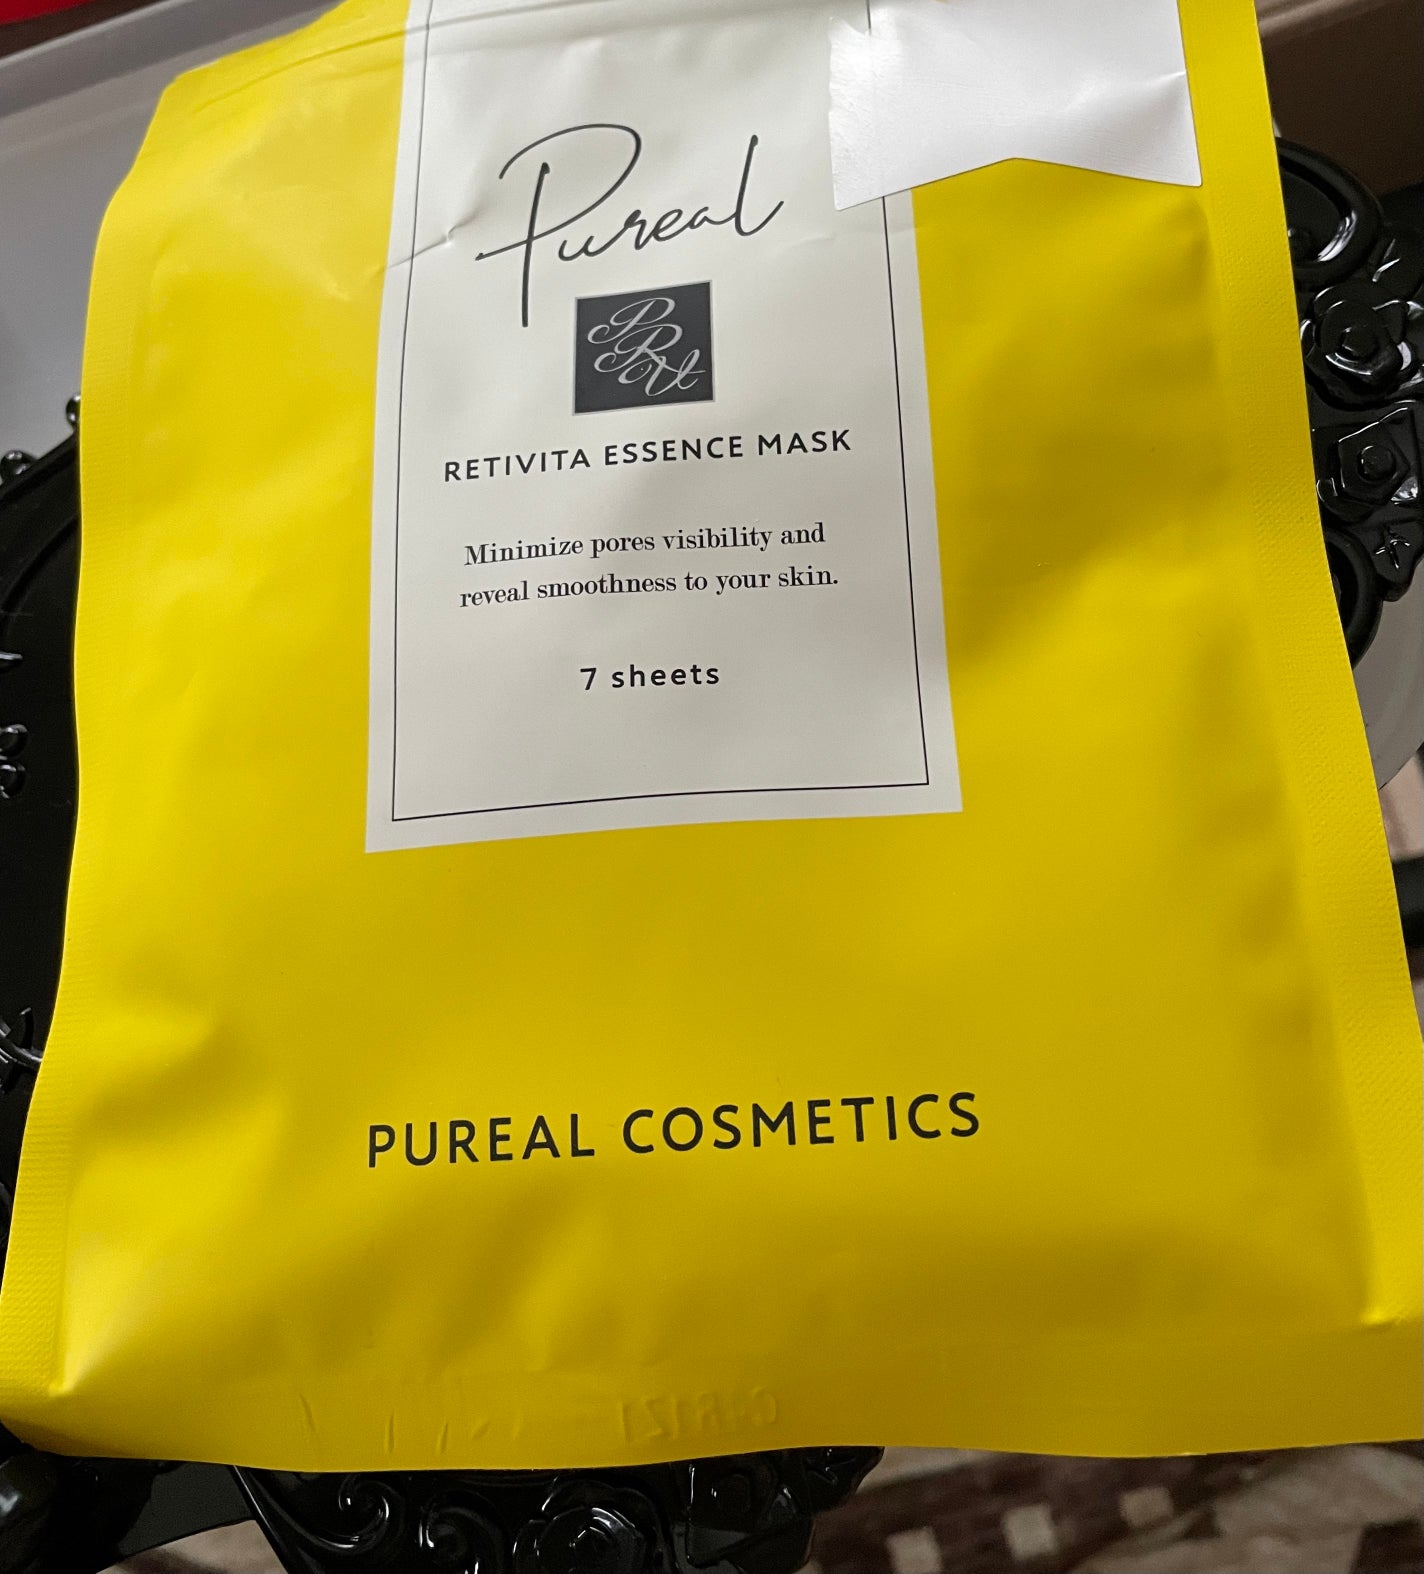 Pureal
RETIVITA ESSENCE MASK
Minimize pores visibility and
reveal smoothness to your skin.
7 sheets
PUREAL COSMETICS